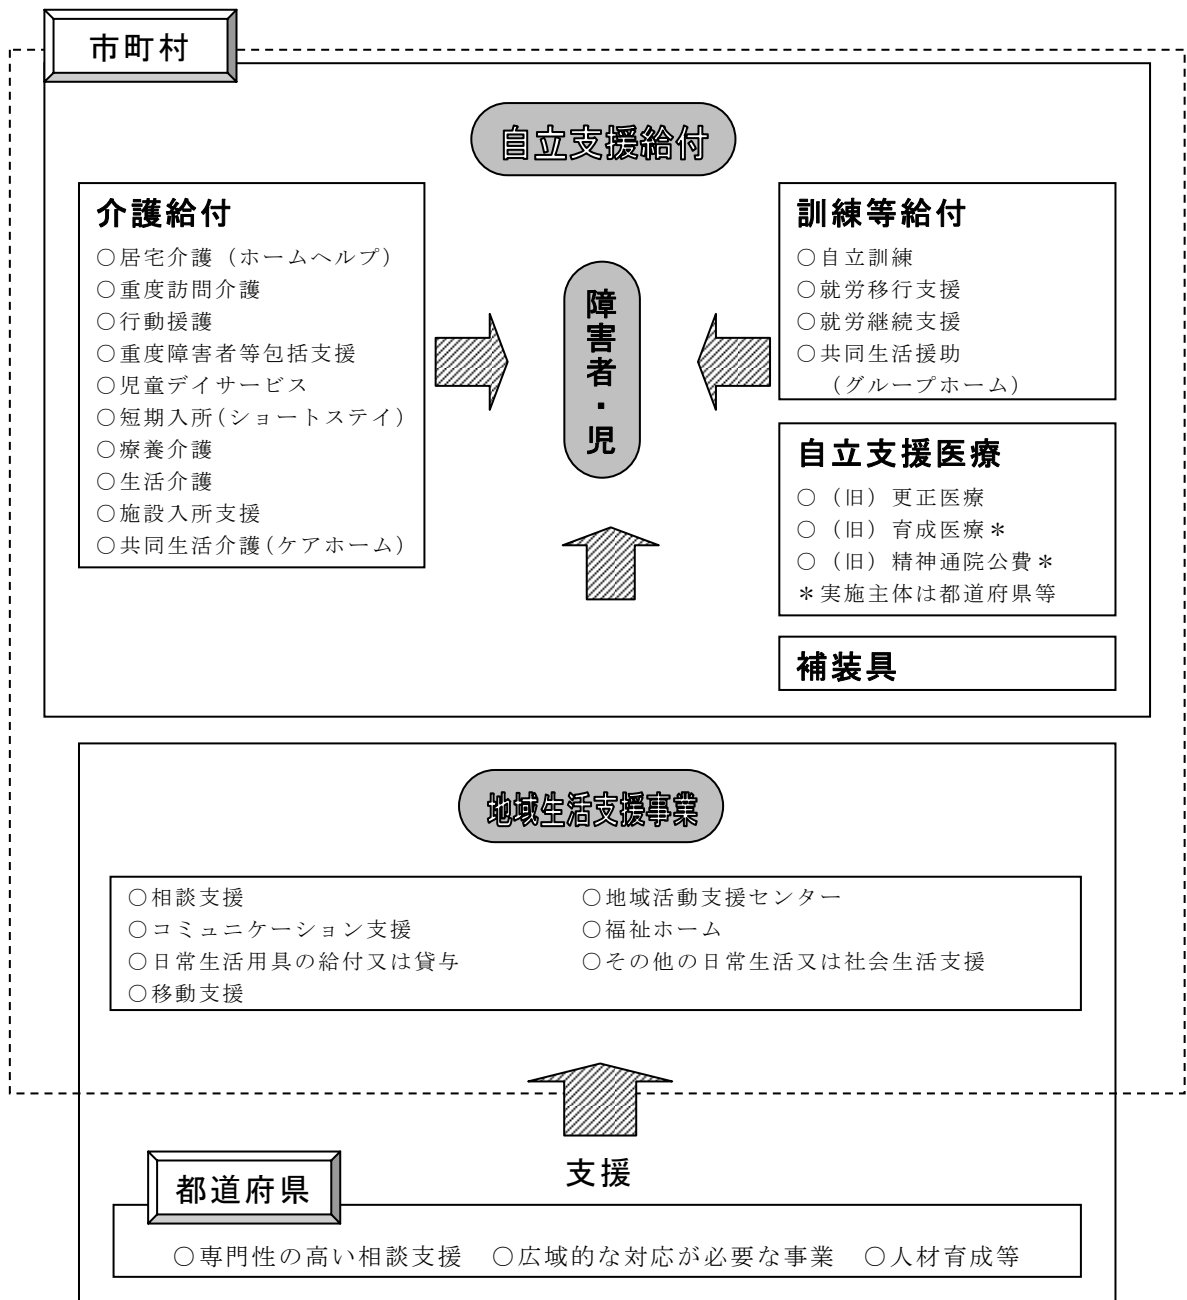 市町村
自立支援給付
介護給付
○居宅介護（ホームヘルプ）
○重度訪問介護
○行動援護
○重度障害者等包括支援
○児童デイサービス
○短期入所（ショートステイ）
○療養介護
○生活介護
○施設入所支援
○共同生活介護（ケアホーム）
障害者・児
訓練等給付
○自立訓練
○就労移行支援
○就労継続支援
○共同生活援助
（グループホーム）
自立支援医療
○（旧）更正医療
○（旧）育成医療＊
○（旧）精神通院公費＊
＊実施主体は都道府県等
補装具
地域生活支援事業
○相談支援
○コミュニケーション支援
○日常生活用具の給付又は貸与
○移動支援
○地域活動支援センター
○福祉ホーム
○その他の日常生活又は社会生活支援
支援
都道府県
○専門性の高い相談支援　○広域的な対応が必要な事業　○人材育成等